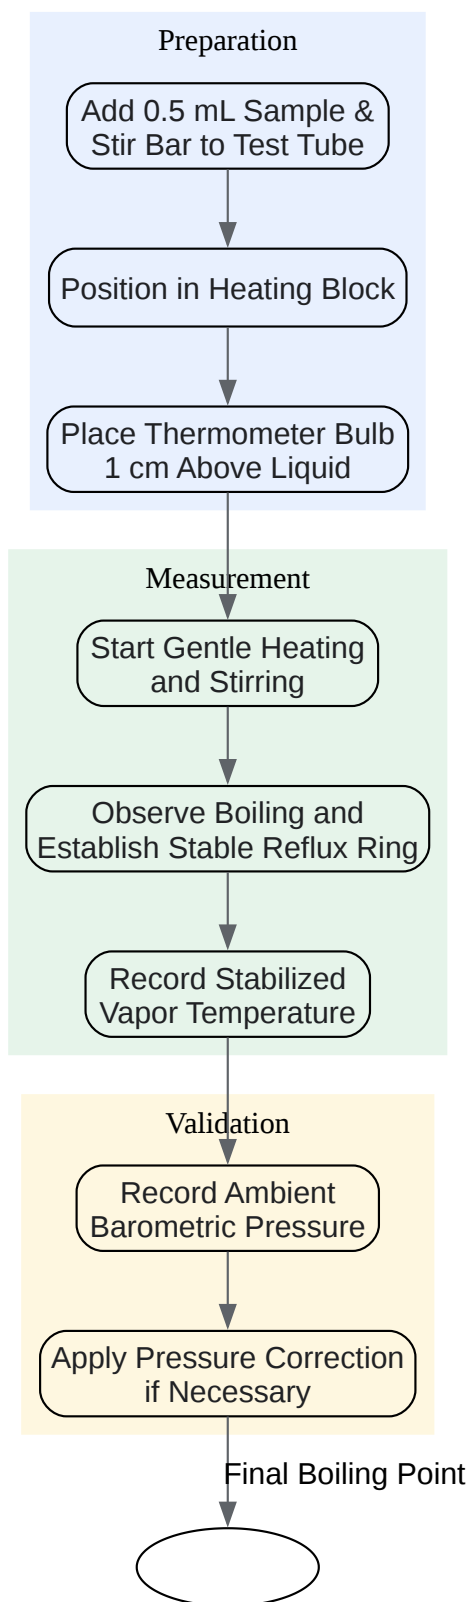 Preparation
Add 0.5 mL Sample &
Stir Bar to Test Tube
Position in Heating Block
Place Thermometer Bulb
1 cm Above Liquid
Measurement
Start Gentle Heating
and Stirring
Observe Boiling and
Establish Stable Reflux Ring
Record Stabilized
Vapor Temperature
Validation
Record Ambient
Barometric Pressure
Apply Pressure Correction
if Necessary
Final Boiling Point